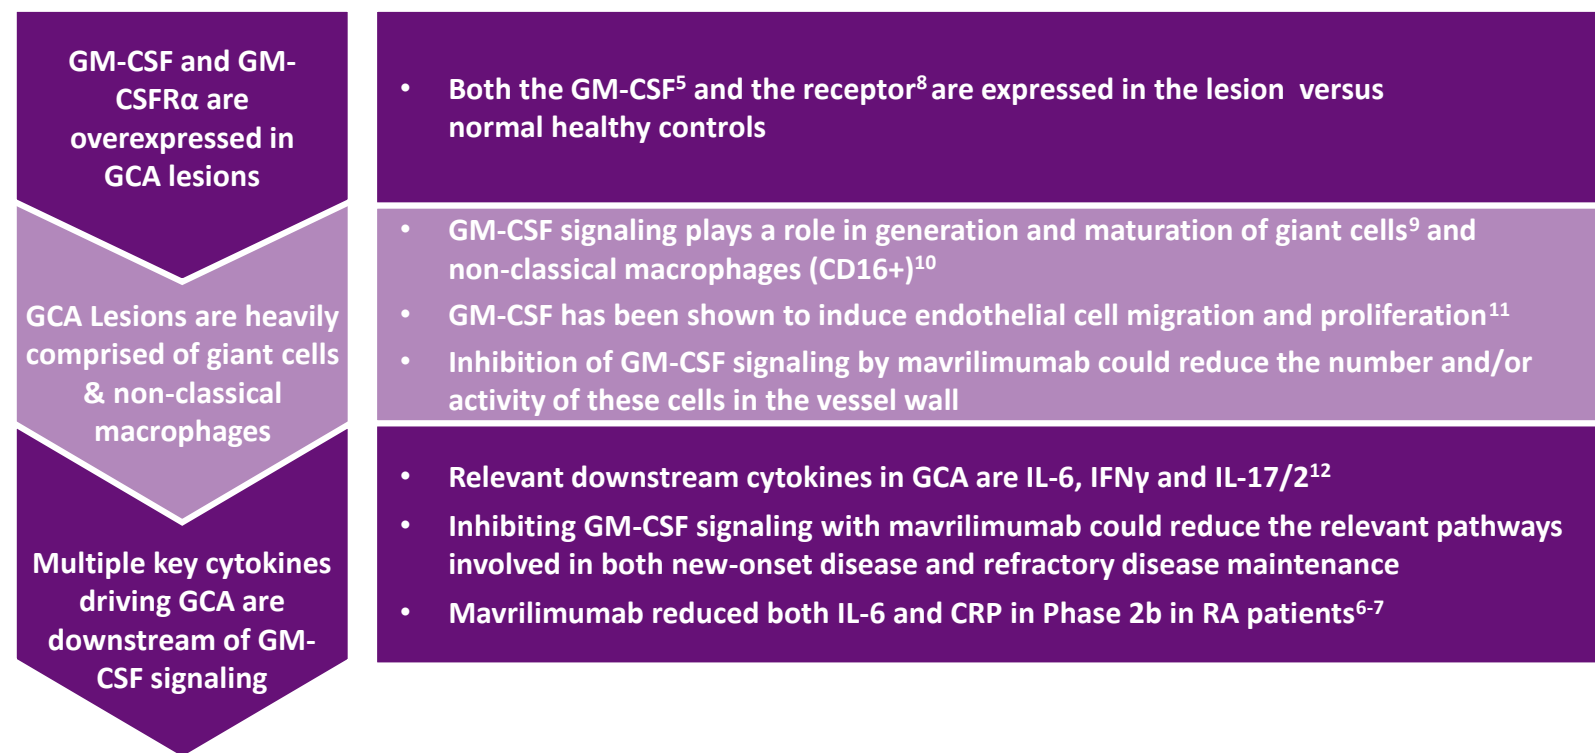 GM-CSF and GM-
CSFRα are
overexpressed in
GCA lesions
• Both the GM-CSF⁵ and the receptor⁸ are expressed in the lesion versus
normal healthy controls
GCA Lesions are heavily
comprised of giant cells
& non-classical
macrophages
• GM-CSF signaling plays a role in generation and maturation of giant cells⁹ and
non-classical macrophages (CD16+)¹⁰
• GM-CSF has been shown to induce endothelial cell migration and proliferation¹¹
• Inhibition of GM-CSF signaling by mavrilimumab could reduce the number and/or
activity of these cells in the vessel wall
Multiple key cytokines
driving GCA are
downstream of GM-
CSF signaling
• Relevant downstream cytokines in GCA are IL-6, IFNγ and IL-17/2¹²
• Inhibiting GM-CSF signaling with mavrilimumab could reduce the relevant pathways
involved in both new-onset disease and refractory disease maintenance
• Mavrilimumab reduced both IL-6 and CRP in Phase 2b in RA patients⁶⁻⁷